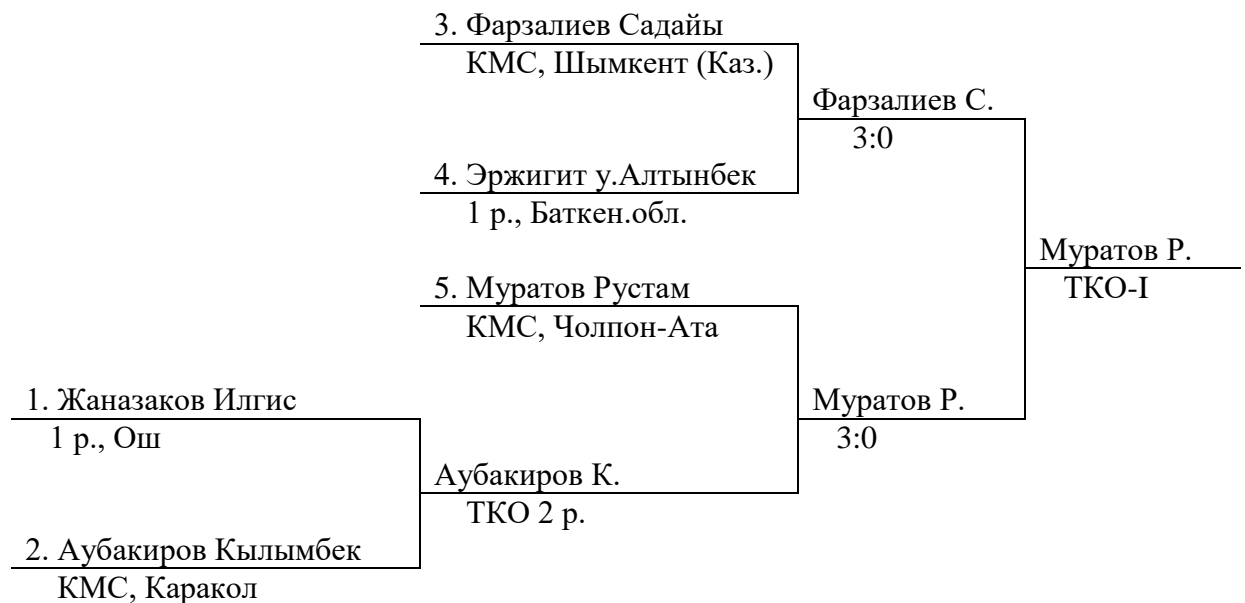 3. Фарзалиев Садайы
КМС, Шымкент (Каз.)
Фарзалиев С.
3:0
4. Эржигит у.Алтынбек
1 р., Баткен.обл.
Муратов Р.
ТКО-I
5. Муратов Рустам
КМС, Чолпон-Ата
1. Жаназаков Илгис
1 р., Ош
Муратов Р.
3:0
Аубакиров К.
ТКО 2 р.
2. Аубакиров Кылымбек
КМС, Каракол